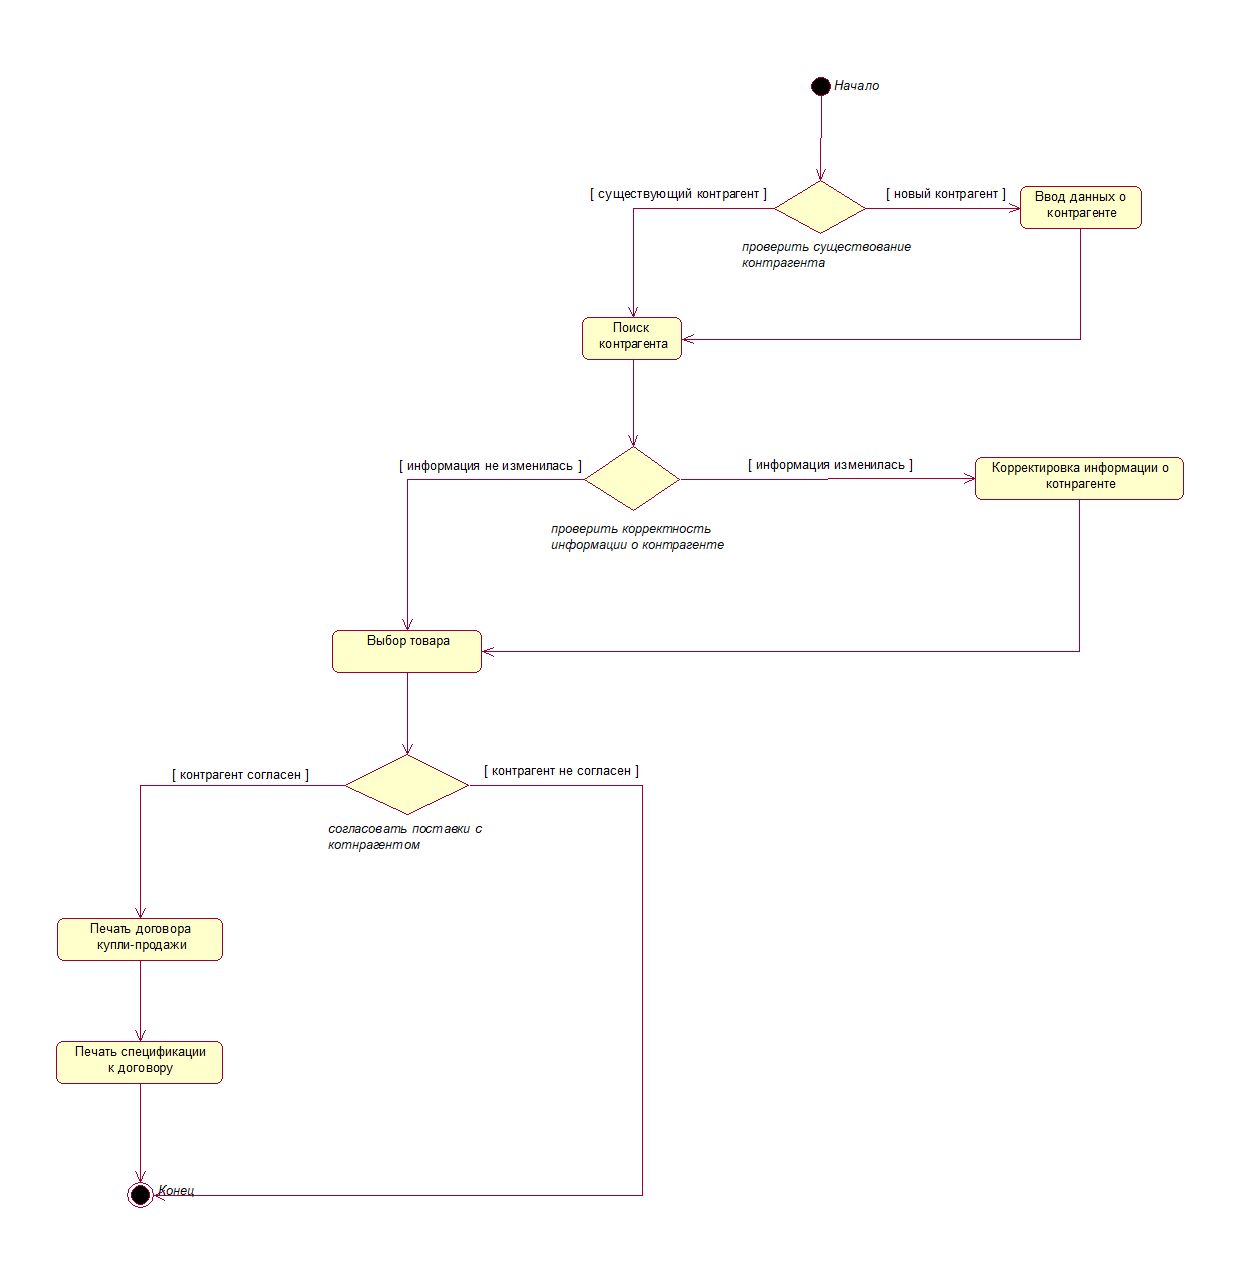 Начало
[ существующий контрагент ]
[ новый контрагент ]
Ввод данных о
контрагенте
проверить существование
контрагента
Поиск
контрагента
[ информация не изменилась ]
[ информация изменилась ]
Корректировка информации о
котнрагенте
проверить корректность
информации о контрагенте
Выбор товара
[ контрагент согласен ]
[ контрагент не согласен ]
согласовать поставки с
котнрагентом
Печать договора
купли-продажи
Печать спецификации
к договору
Конец